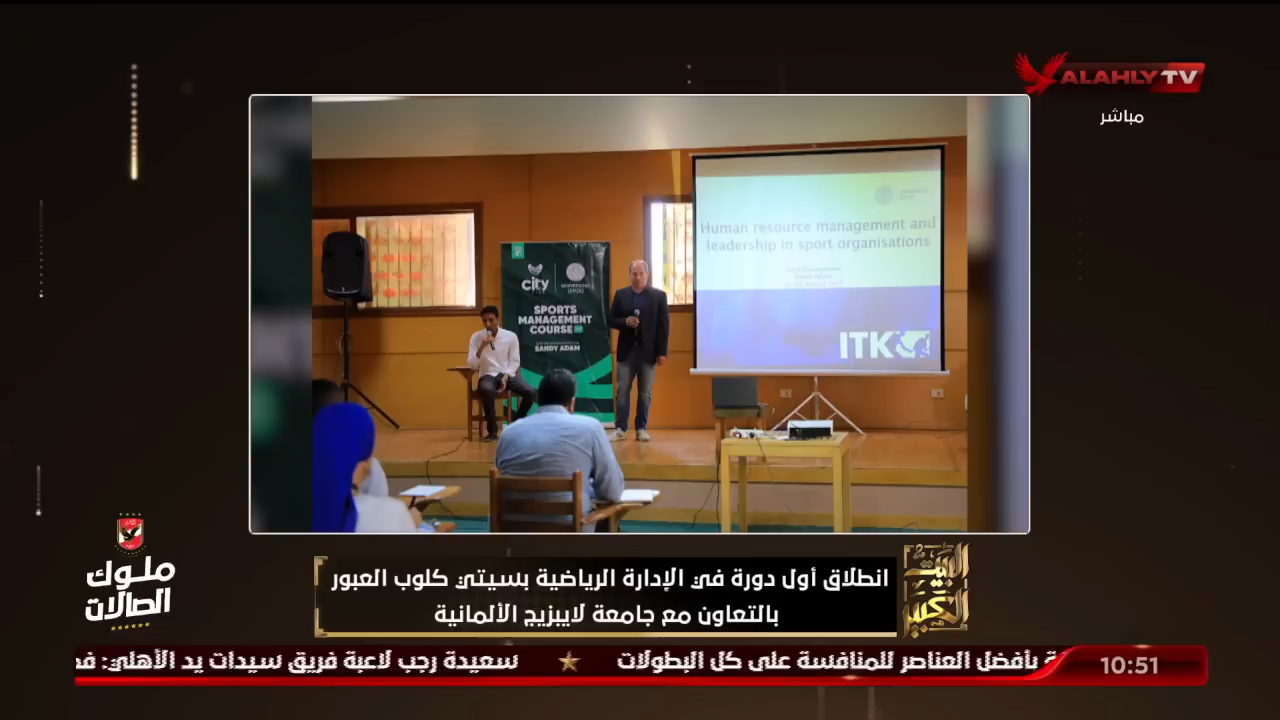 ALAHLY TV
مباشر
Human resource management and
leadership in sport organisations
ITK
city
SPORTS
MANAGEMENT
COURSE
SANDY ADAM
ملوك
الصالات
البيت
الكبير
انطلاق أول دورة في الإدارة الرياضية بسيتي كلوب العبور
بالتعاون مع جامعة لايبزيج الألمانية
بأفضل العناصر للمنافسة على كل البطولات ★ سعيدة رجب لاعبة فريق سيدات يد الأهلي:
10:51